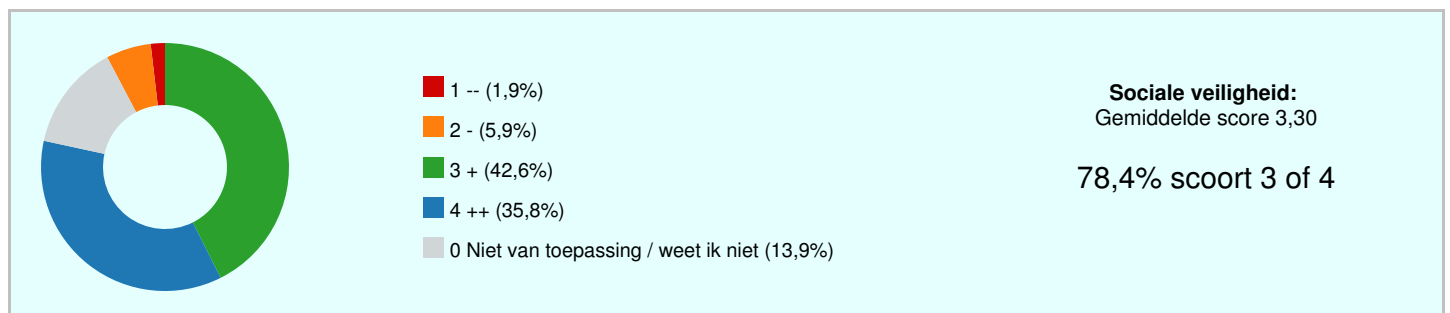 1 -- (1,9%)
2 - (5,9%)
3 + (42,6%)
4 ++ (35,8%)
0 Niet van toepassing / weet ik niet (13,9%)
Sociale veiligheid:
Gemiddelde score 3,30
78,4% scoort 3 of 4